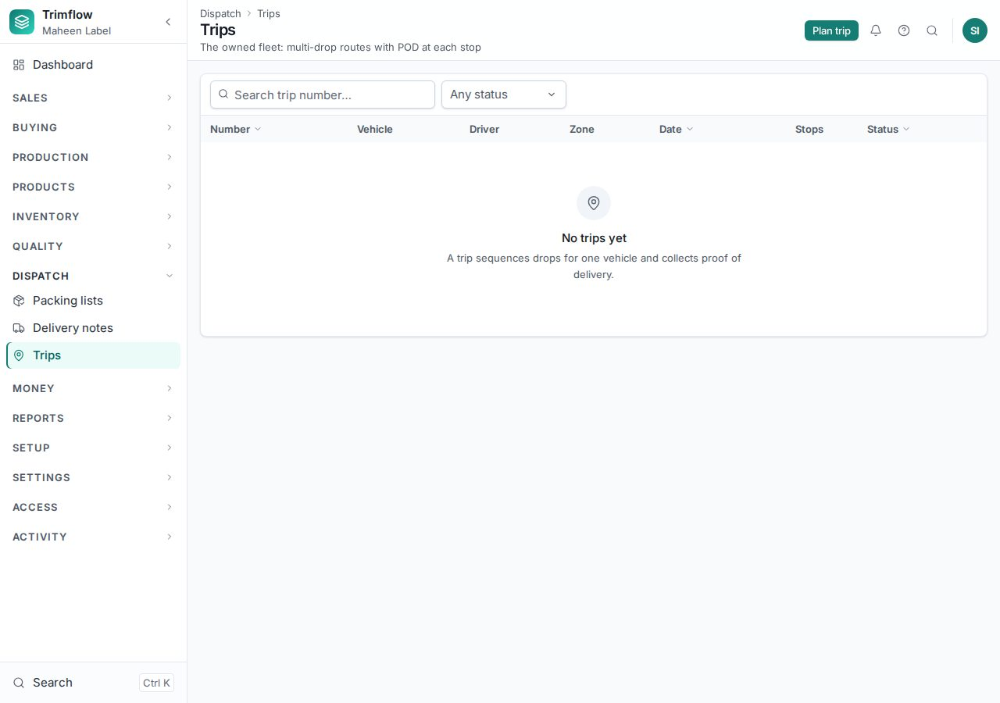 Trimflow
Maheen Label
Dashboard
SALES
BUYING
PRODUCTION
PRODUCTS
INVENTORY
QUALITY
DISPATCH
Packing lists
Delivery notes
Trips
MONEY
REPORTS
SETUP
SETTINGS
ACCESS
ACTIVITY
Search Ctrl K
Dispatch Trips
Trips
The owned fleet: multi-drop routes with POD at each stop
Plan trip
SI
Search trip number...
Any status
Number Vehicle Driver Zone Date Stops Status
No trips yet
A trip sequences drops for one vehicle and collects proof of
delivery.